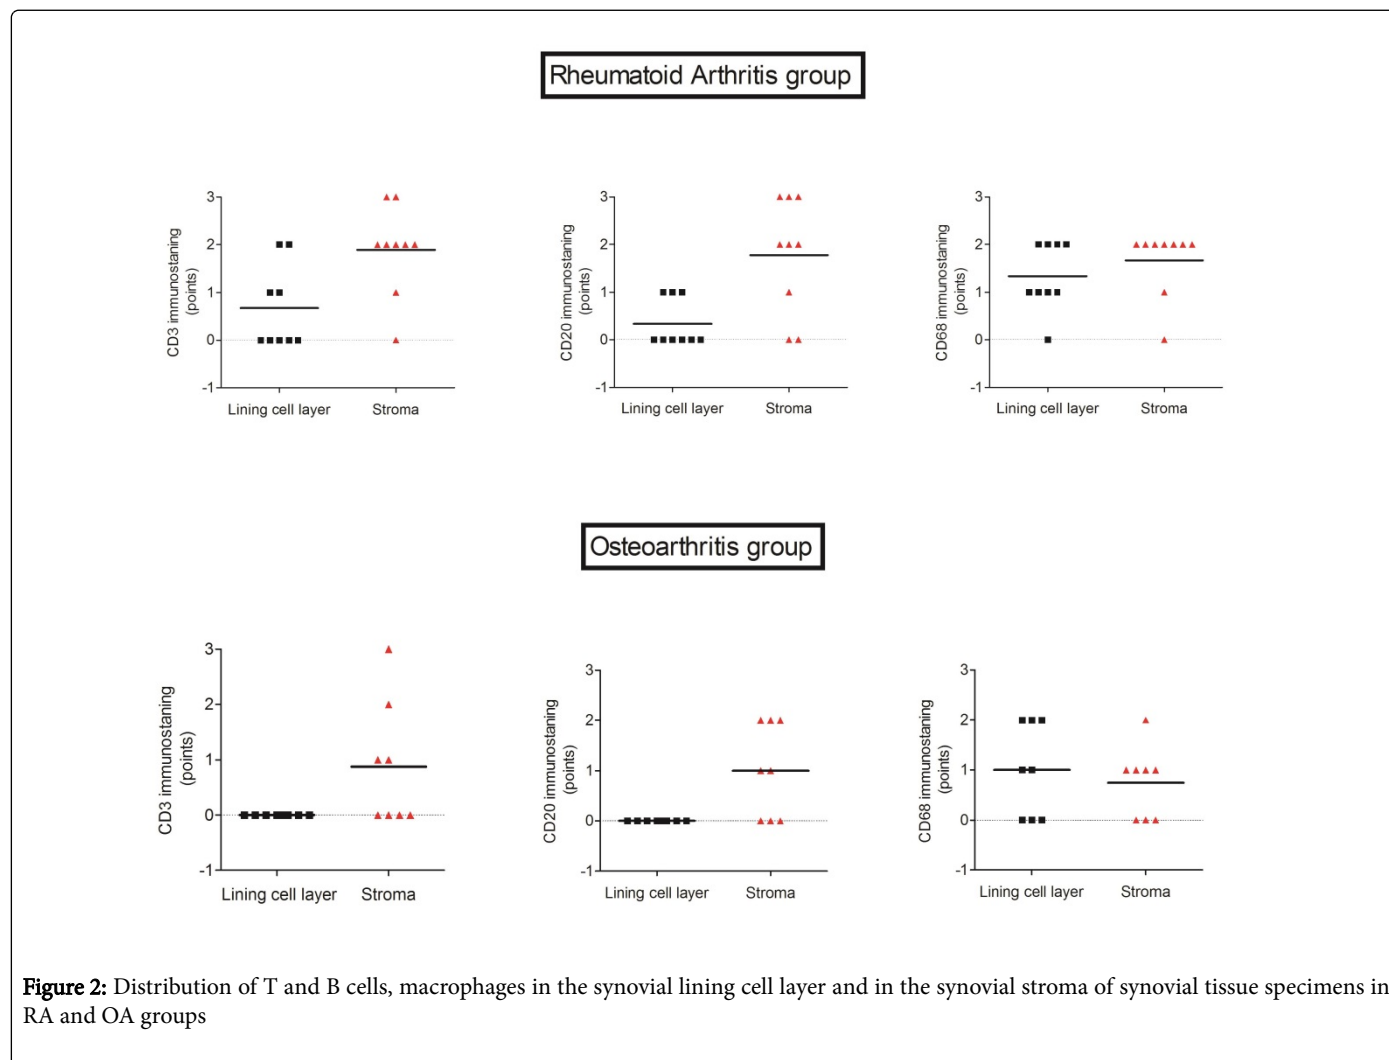 Rheumatoid Arthritis group
CD3 immunostaning
(points)
3
2
1
0
-1
Lining cell layer
Stroma
CD20 immunostaning
(points)
3
2
1
0
-1
Lining cell layer
Stroma
CD68 immunostaning
(points)
3
2
1
0
-1
Lining cell layer
Stroma
Osteoarthritis group
CD3 immunostaning
(points)
3
2
1
0
-1
Lining cell layer
Stroma
CD20 immunostaning
(points)
3
2
1
0
-1
Lining cell layer
Stroma
CD68 immunostaning
(points)
3
2
1
0
-1
Lining cell layer
Stroma
Figure 2: Distribution of T and B cells, macrophages in the synovial lining cell layer and in the synovial stroma of synovial tissue specimens in
RA and OA groups